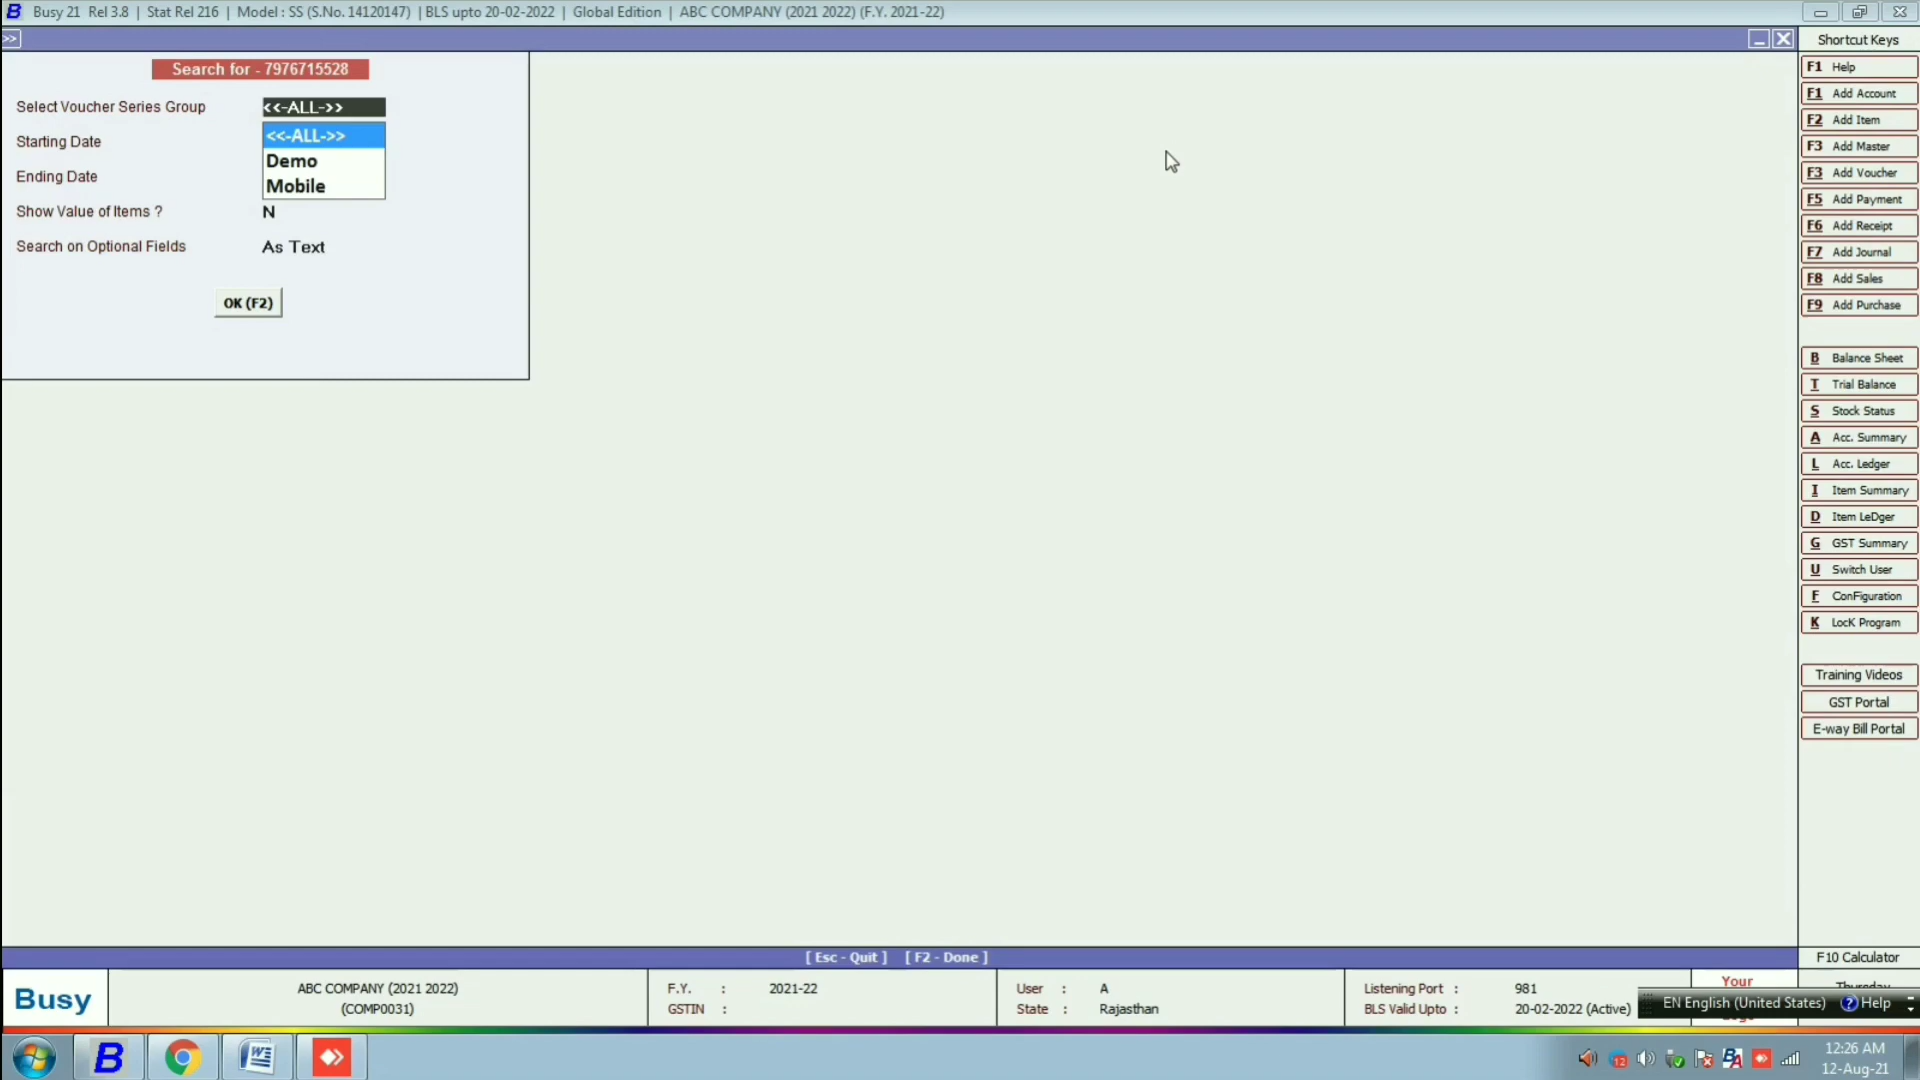 Busy 21 Rel 3.8 | Stat Rel 216 | Model : SS (S.No. 14120147) | BLS upto 20-02-2022 | Global Edition | ABC COMPANY (2021 2022) (F.Y. 2021-22)
>>
Shortcut Keys
Search for - 7976715528
Select Voucher Series Group <<-ALL->>
<<-ALL->>
Demo
Mobile
Starting Date
Ending Date
Show Value of Items ? N
Search on Optional Fields As Text
OK (F2)
F1 Help
F1 Add Account
F2 Add Item
F3 Add Master
F3 Add Voucher
F5 Add Payment
F6 Add Receipt
F7 Add Journal
F8 Add Sales
F9 Add Purchase
B Balance Sheet
T Trial Balance
S Stock Status
A Acc. Summary
L Acc. Ledger
I Item Summary
D Item LeDger
G GST Summary
U Switch User
F ConFiguration
K LocK Program
Training Videos
GST Portal
E-way Bill Portal
[ Esc - Quit ] [ F2 - Done ]
F10 Calculator
Busy
ABC COMPANY (2021 2022)
(COMP0031)
F.Y. : 2021-22
GSTIN :
User : A
State : Rajasthan
Listening Port : 981
BLS Valid Upto : 20-02-2022 (Active)
Your
EN English (United States) Help
12:26 AM
12-Aug-21